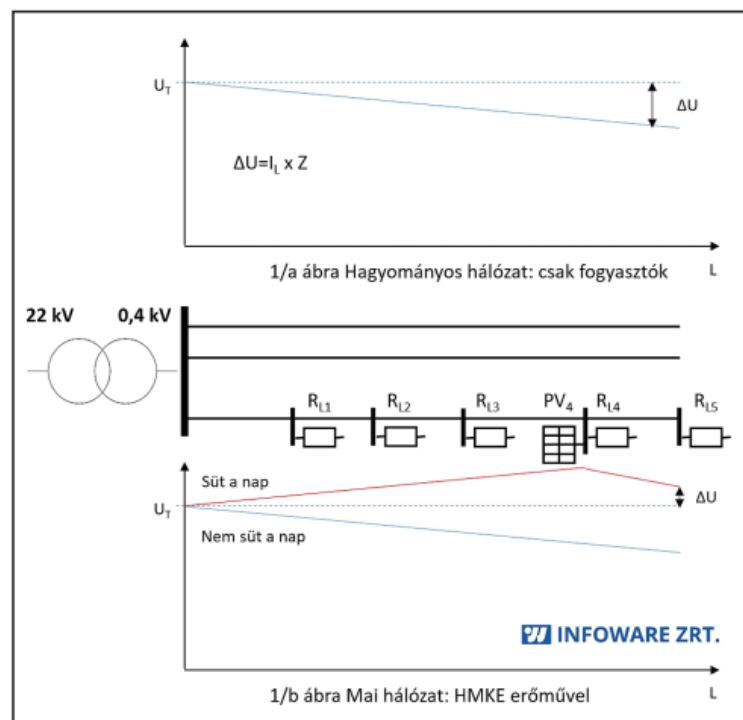 U_T
ΔU
ΔU=I_L x Z
1/a ábra Hagyományos hálózat: csak fogyasztók
L
22 kV
0,4 kV
R_L1
R_L2
R_L3
PV_4
R_L4
R_L5
Süt a nap
U_T
ΔU
Nem süt a nap
INFOWARE ZRT.
1/b ábra Mai hálózat: HMKE erőművel
L